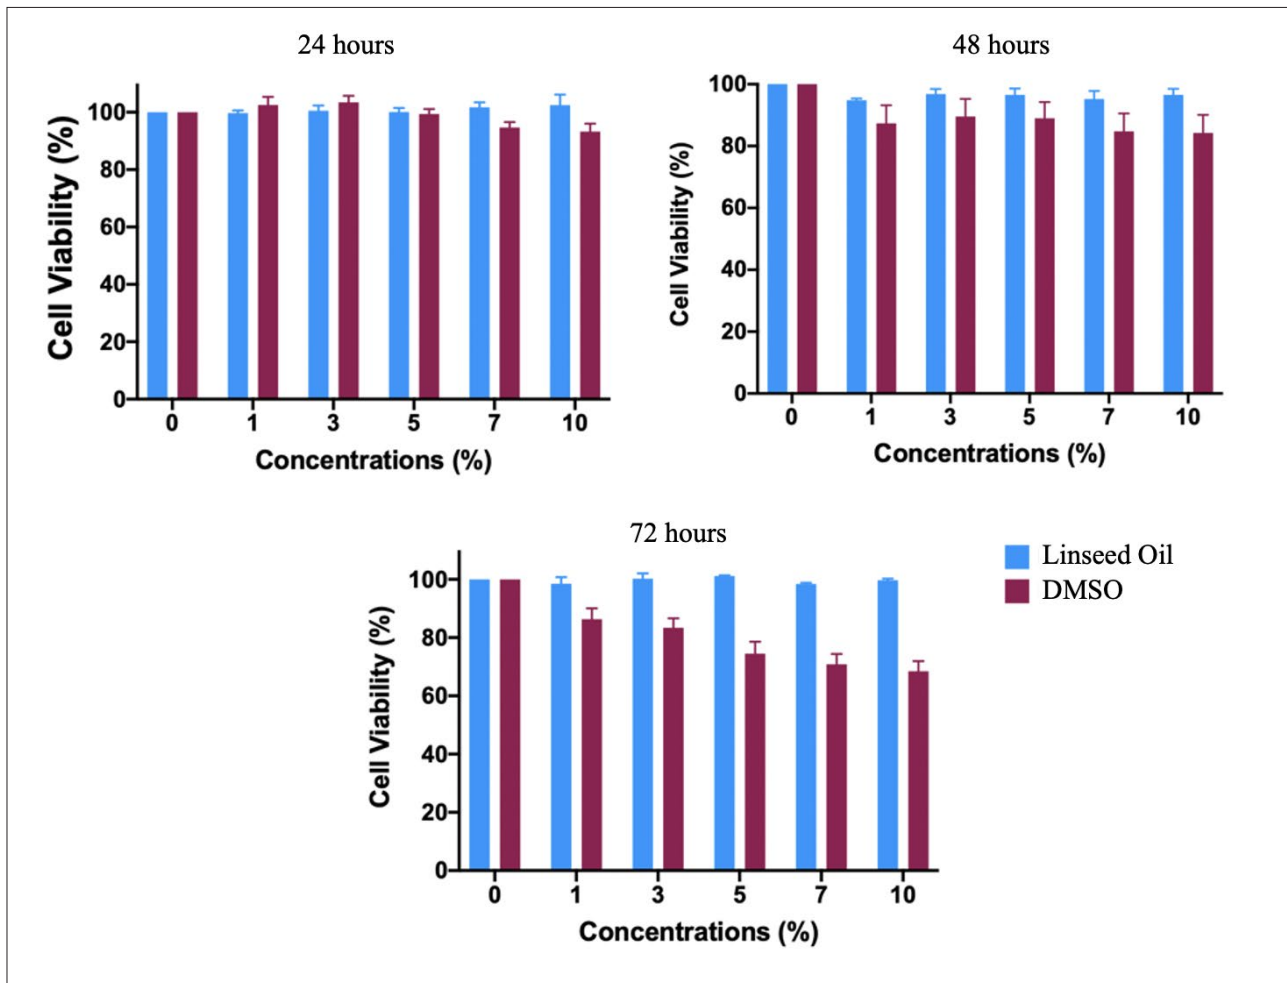 24 hours
Cell Viability (%)
100
80
60
40
20
0
0 1 3 5 7 10
Concentrations (%)
48 hours
Cell Viability (%)
100
80
60
40
20
0
0 1 3 5 7 10
Concentrations (%)
72 hours
Cell Viability (%)
100
80
60
40
20
0
0 1 3 5 7 10
Concentrations (%)
Linseed Oil
DMSO